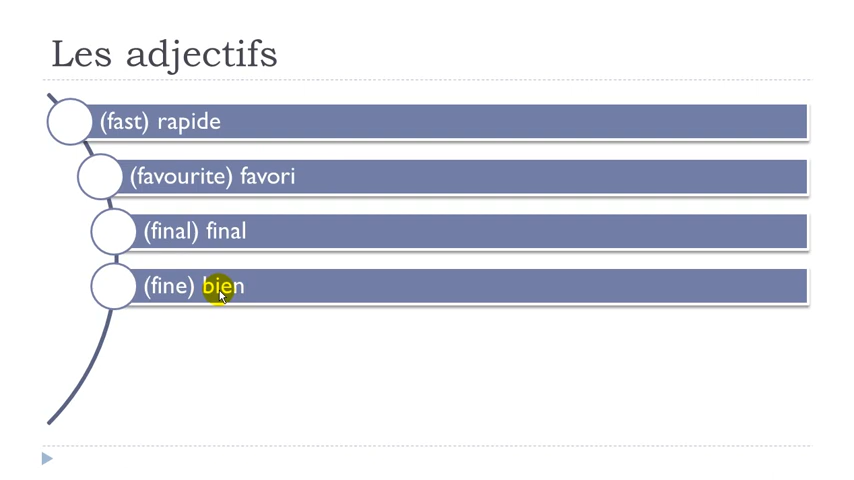 Les adjectifs
(fast) rapide
(favourite) favori
(final) final
(fine) bien